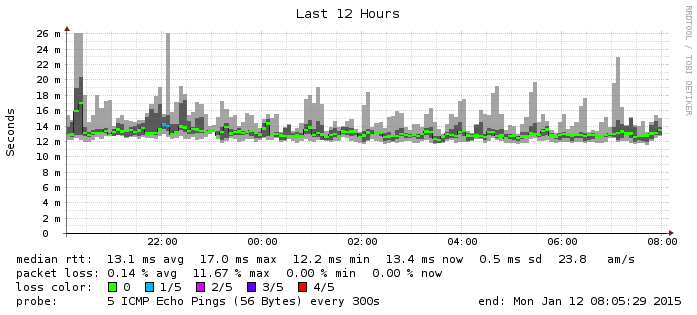 Last 12 Hours
RRDTOOL / TOBI OETIKER
Seconds
26 m
24 m
22 m
20 m
18 m
16 m
14 m
12 m
10 m
8 m
6 m
4 m
2 m
0
22:00 00:00 02:00 04:00 06:00 08:00
median rtt: 13.1 ms avg 17.0 ms max 12.2 ms min 13.4 ms now 0.5 ms sd 23.8 am/s
packet loss: 0.14 % avg 11.67 % max 0.00 % min 0.00 % now
loss color: 0 1/5 2/5 3/5 4/5
probe: 5 ICMP Echo Pings (56 Bytes) every 300s end: Mon Jan 12 08:05:29 2015